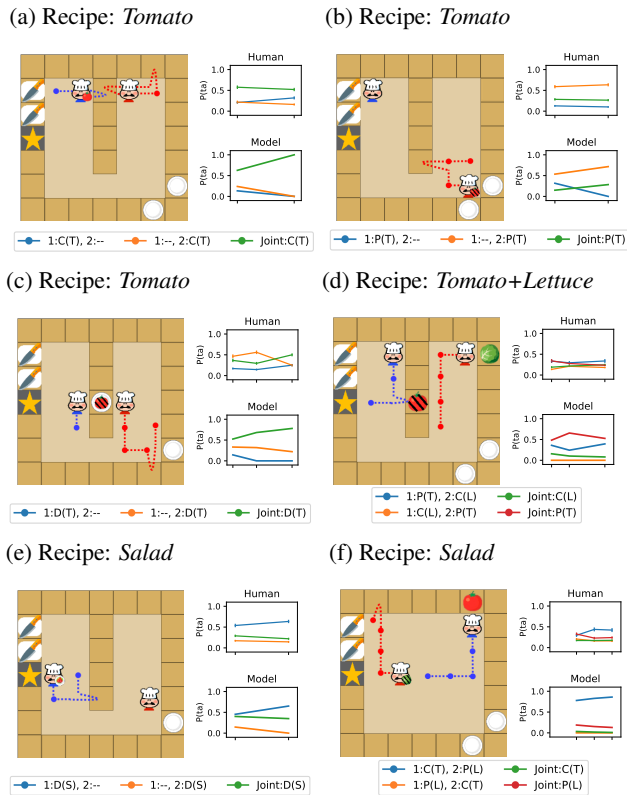 (a) Recipe: Tomato
(b) Recipe: Tomato
Human
1.0
0.5
0.0
P(ta)
Model
1.0
0.5
0.0
P(ta)
1:C(T), 2:-- 1:--, 2:C(T) Joint:C(T)
Human
1.0
0.5
0.0
P(ta)
Model
1.0
0.5
0.0
P(ta)
1:P(T), 2:-- 1:--, 2:P(T) Joint:P(T)
(c) Recipe: Tomato
(d) Recipe: Tomato+Lettuce
Human
1.0
0.5
0.0
P(ta)
Model
1.0
0.5
0.0
P(ta)
1:D(T), 2:-- 1:--, 2:D(T) Joint:D(T)
Human
1.0
0.5
0.0
P(ta)
Model
1.0
0.5
0.0
P(ta)
1:P(T), 2:C(L) Joint:C(L)
1:C(L), 2:P(T) Joint:P(T)
(e) Recipe: Salad
(f) Recipe: Salad
Human
1.0
0.5
0.0
P(ta)
Model
1.0
0.5
0.0
P(ta)
1:D(S), 2:-- 1:--, 2:D(S) Joint:D(S)
Human
1.0
0.5
0.0
P(ta)
Model
1.0
0.5
0.0
P(ta)
1:C(T), 2:P(L) Joint:C(T)
1:P(L), 2:C(T) Joint:P(L)